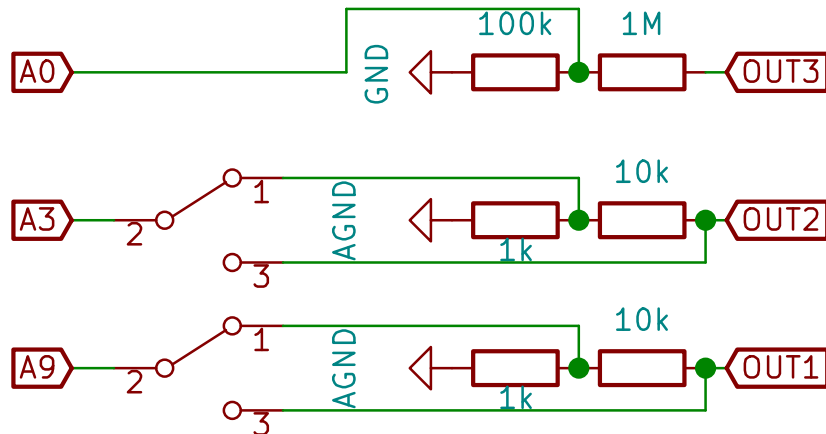 100k 1M
A0 GND OUT3
1 AGND 10k
A3 2 1k OUT2
3
1 AGND 10k
A9 2 1k OUT1
3